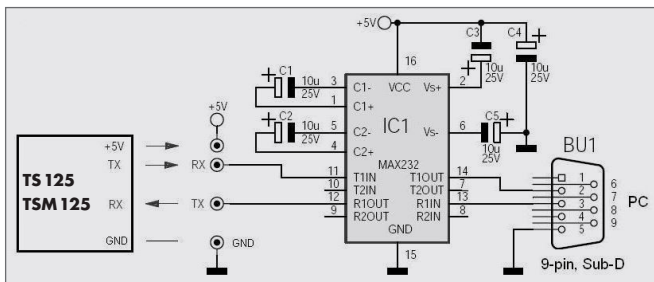 +5V
C3
C4
16
10u
25V
10u
25V
C1
10u
25V
3
1
C1-
C1+
VCC
Vs+
2
+5V
C2
10u
25V
5
4
C2-
C2+
IC1
Vs-
6
C5
10u
25V
MAX232
BU1
+5V
TX
RX
TS 125
TSM 125
RX
TX
GND
GND
11
10
12
9
T1IN
T2IN
R1OUT
R2OUT
T1OUT
T2OUT
R1IN
R2IN
14
7
13
8
GND
15
1
2
3
4
5
6
7
8
9
PC
9-pin, Sub-D